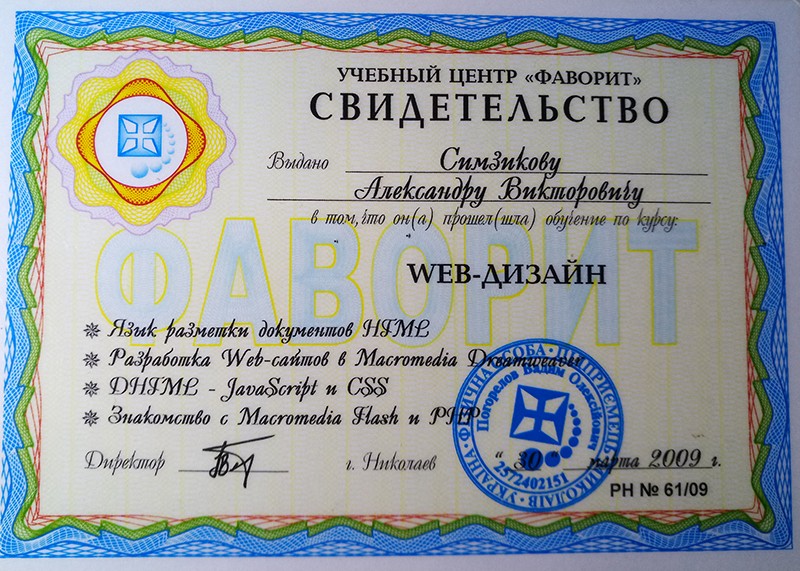 УЧЕБНЫЙ ЦЕНТР «ФАВОРИТ»
СВИДЕТЕЛЬСТВО
Выдано Симзикову
Александру Викторовичу
в том, что он(а) прошел(шла) обучение по курсу:
ФАВОРИТ
WEB-ДИЗАЙН
Язык разметки документов HTML
Разработка Web-сайтов в Macromedia Dreamweaver
DHTML - JavaScript и CSS
Знакомство с Macromedia Flash и PHP
Директор г. Николаев "30" марта 2009 г.
РН № 61/09
УКРАЇНА • ФІЗИЧНА ОСОБА - ПІДПРИЄМЕЦЬ • МИКОЛАЇВ
Погорелов Вадим Олексійович
2572402151